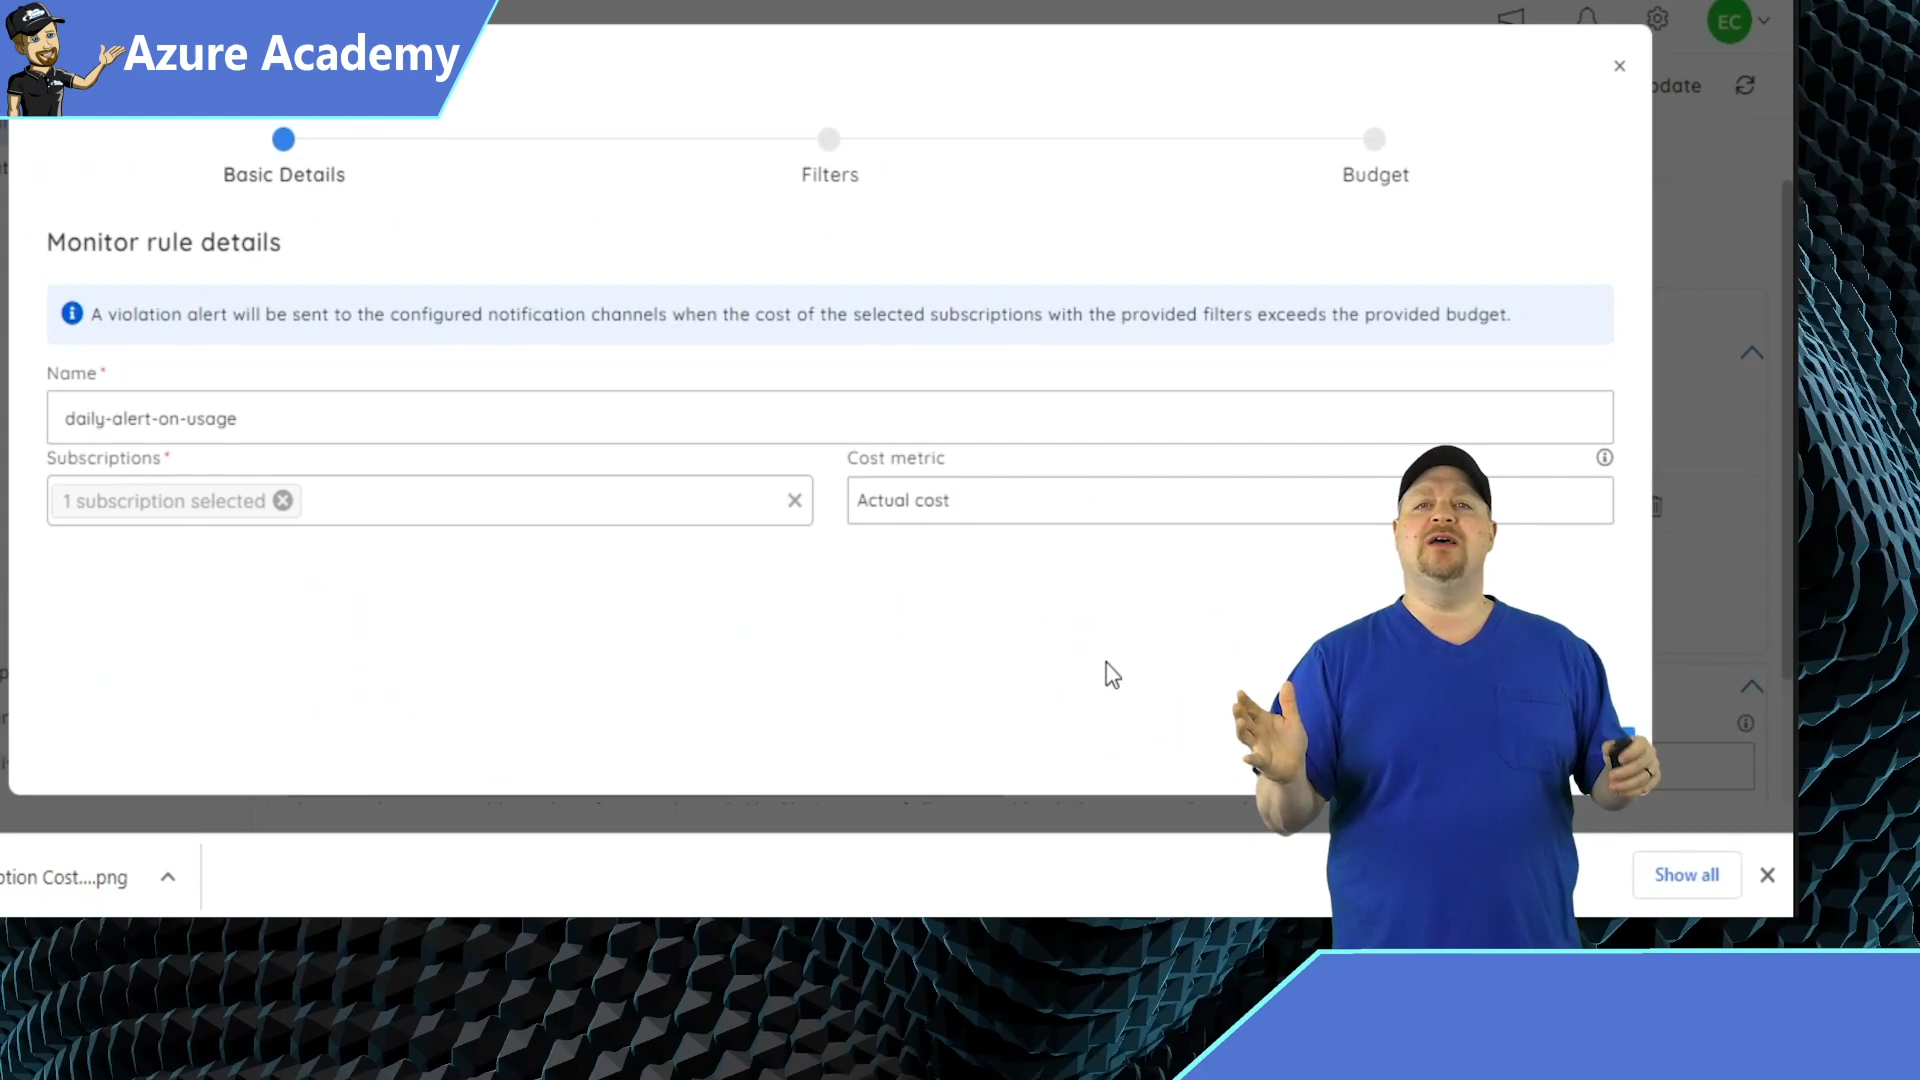 Azure Academy
EC
Basic Details
Filters
Budget
Monitor rule details
A violation alert will be sent to the configured notification channels when the cost of the selected subscriptions with the provided filters exceeds the provided budget.
Name*
daily-alert-on-usage
Subscriptions*
Cost metric
1 subscription selected
Actual cost
Cost....png
Show all